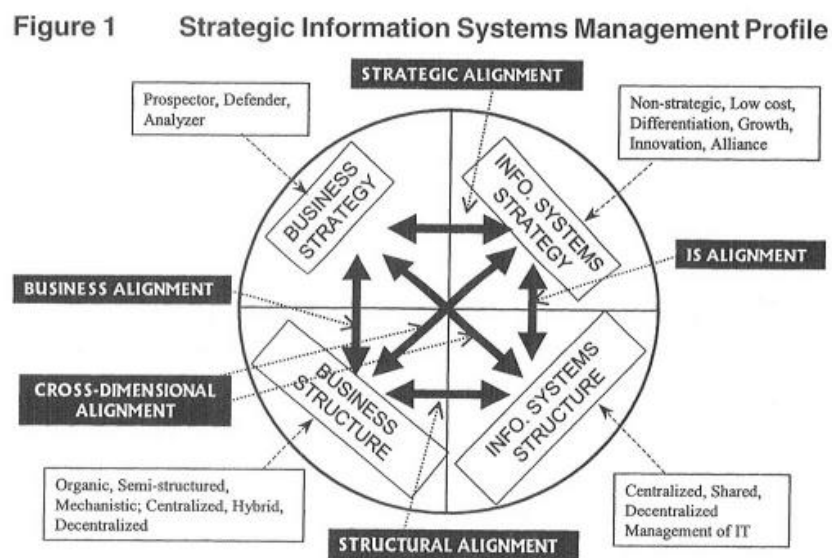 Figure 1 Strategic Information Systems Management Profile
STRATEGIC ALIGNMENT
Prospector, Defender,
Analyzer
Non-strategic, Low cost,
Differentiation, Growth,
Innovation, Alliance
BUSINESS
STRATEGY
INFO. SYSTEMS
STRATEGY
IS ALIGNMENT
BUSINESS ALIGNMENT
CROSS-DIMENSIONAL
ALIGNMENT
BUSINESS
STRUCTURE
INFO. SYSTEMS
STRUCTURE
Organic, Semi-structured,
Mechanistic; Centralized, Hybrid,
Decentralized
Centralized, Shared,
Decentralized
Management of IT
STRUCTURAL ALIGNMENT